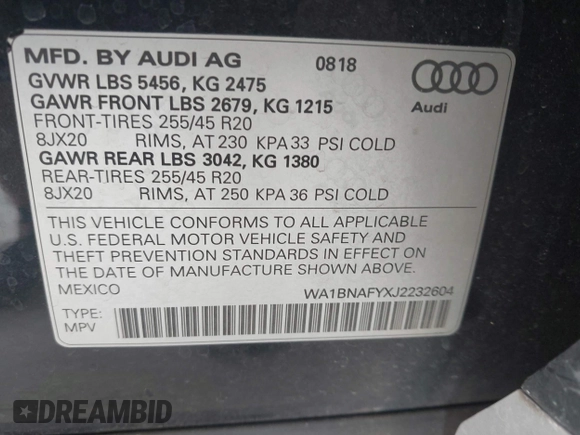 MFD. BY AUDI AG 0818
GVWR LBS 5456, KG 2475
GAWR FRONT LBS 2679, KG 1215
Audi
FRONT-TIRES 255/45 R20
8JX20 RIMS, AT 230 KPA 33 PSI COLD
GAWR REAR LBS 3042, KG 1380
REAR-TIRES 255/45 R20
8JX20 RIMS, AT 250 KPA 36 PSI COLD
THIS VEHICLE CONFORMS TO ALL APPLICABLE
U.S. FEDERAL MOTOR VEHICLE SAFETY AND
THEFT PREVENTION STANDARDS IN EFFECT ON
THE DATE OF MANUFACTURE SHOWN ABOVE.
MEXICO WA1BNAFYXJ2232604
TYPE:
MPV
DREAMBID